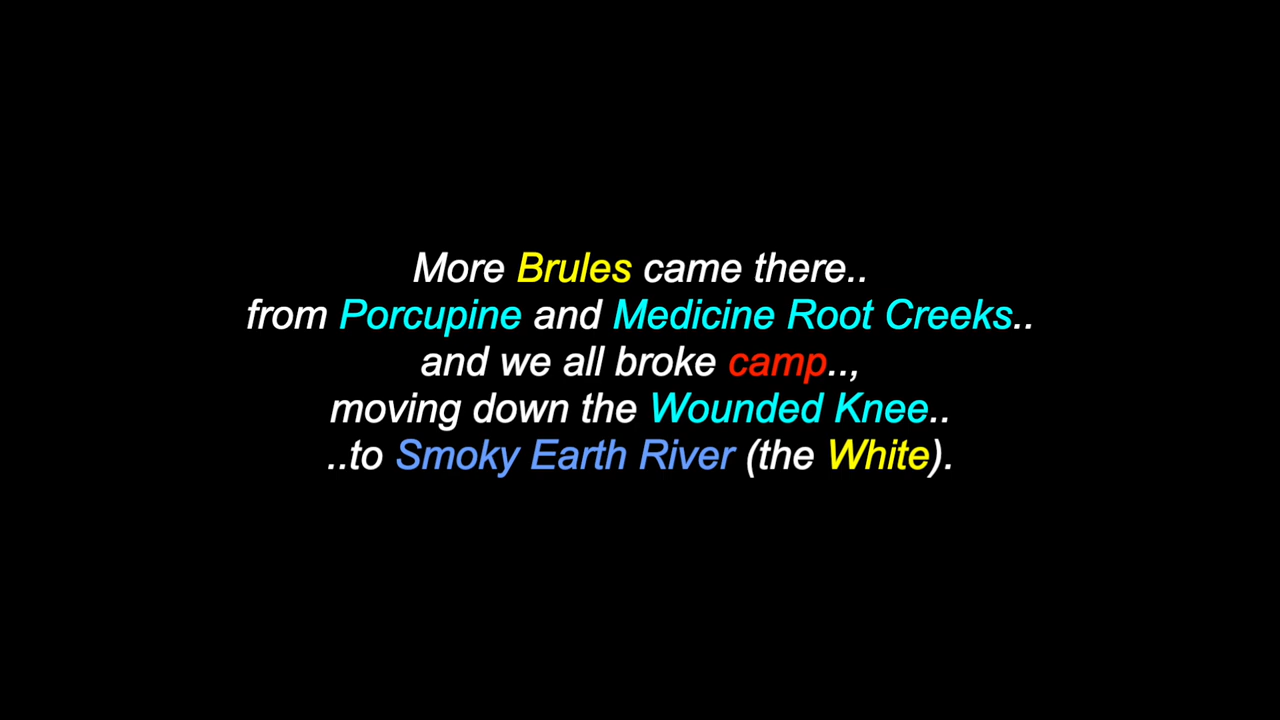 More Brules came there..
from Porcupine and Medicine Root Creeks..
and we all broke camp..,
moving down the Wounded Knee..
..to Smoky Earth River (the White).